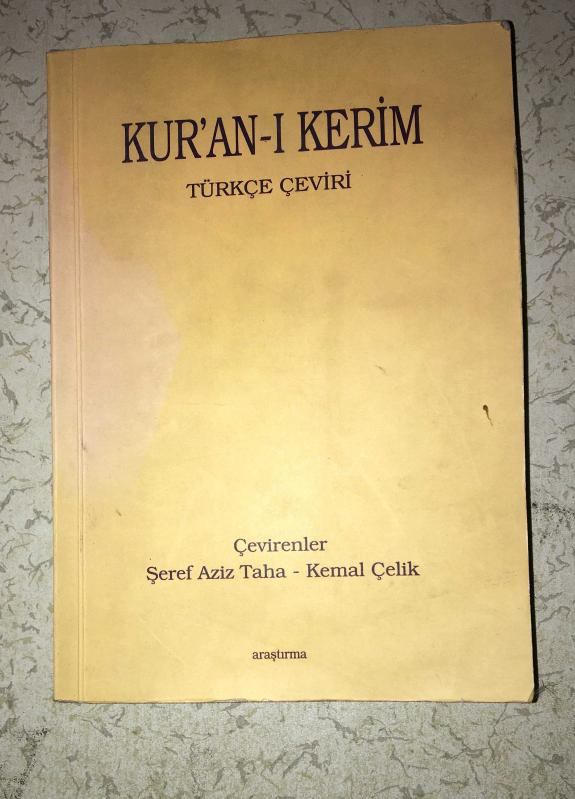 KUR'AN-I KERİM
TÜRKÇE ÇEVİRİ
Çevirenler
Şeref Aziz Taha - Kemal Çelik
araştırma